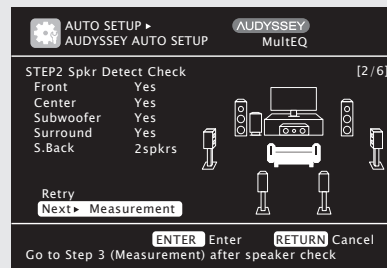 AUTO SETUP ▸
AUDYSSEY AUTO SETUP
AUDYSSEY
MultEQ
STEP2 Spkr Detect Check [2/6]
Front Yes
Center Yes
Subwoofer Yes
Surround Yes
S.Back 2spkrs
Retry
Next▸ Measurement
ENTER Enter RETURN Cancel
Go to Step 3 (Measurement) after speaker check